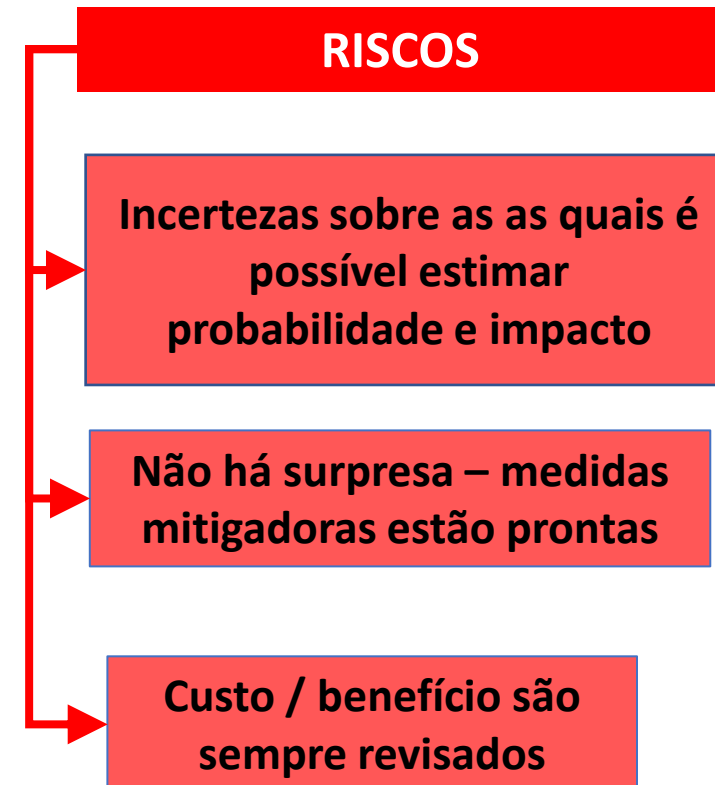 RISCOS
Incertezas sobre as as quais é
possível estimar
probabilidade e impacto
Não há surpresa – medidas
mitigadoras estão prontas
Custo / benefício são
sempre revisados